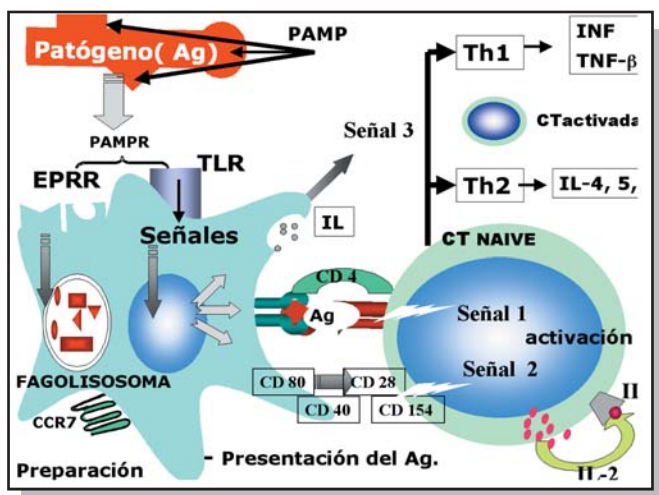 Patógeno( Ag)
PAMP
PAMPR
EPRR
TLR
Señales
IL
Señal 3
Th1
INF
TNF-β
CTactivada
Th2
IL-4, 5,
CT NAIVE
CD 4
Ag
Señal 1
activación
Señal 2
CD 80
CD 28
CD 40
CD 154
FAGOLISOSOMA
CCR7
Preparación
- Presentación del Ag.
IL-2